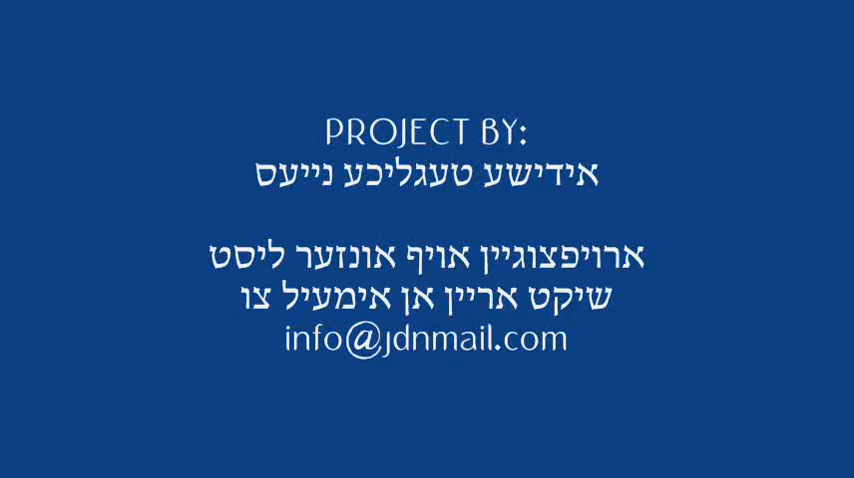 PROJECT BY:
אידישע טעגליכע נייעס
ארויפצוגיין אויף אונזער ליסט
שיקט אריין אן אימעיל צו
info@jdnmail.com